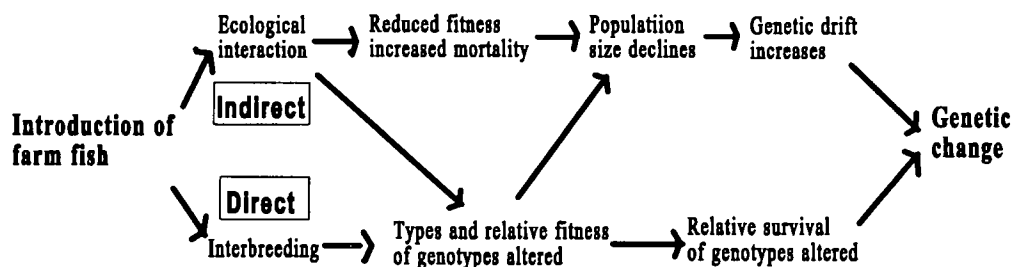 Ecological
interaction
Reduced fitness
increased mortality
Populatiion
size declines
Genetic drift
increases
Indirect
Introduction of
farm fish
Genetic
change
Direct
Interbreeding
Types and relative fitness
of genotypes altered
Relative survival
of genotypes altered